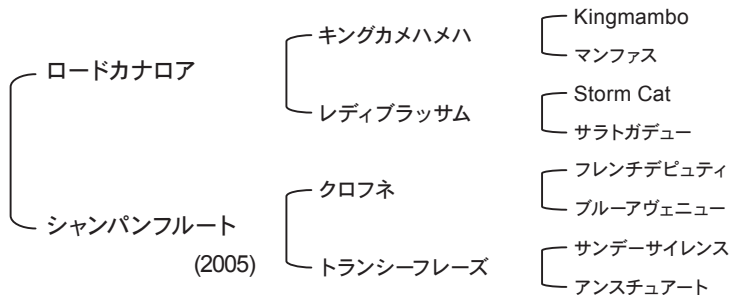 Kingmambo
キングカメハメハ
マンファス
ロードカナロア
Storm Cat
レディブラッサム
サラトガデュー
フレンチデピュティ
クロフネ
ブルーアヴェニュー
シャンパンフルート
(2005)
サンデーサイレンス
トランシーフレーズ
アンスチュアート